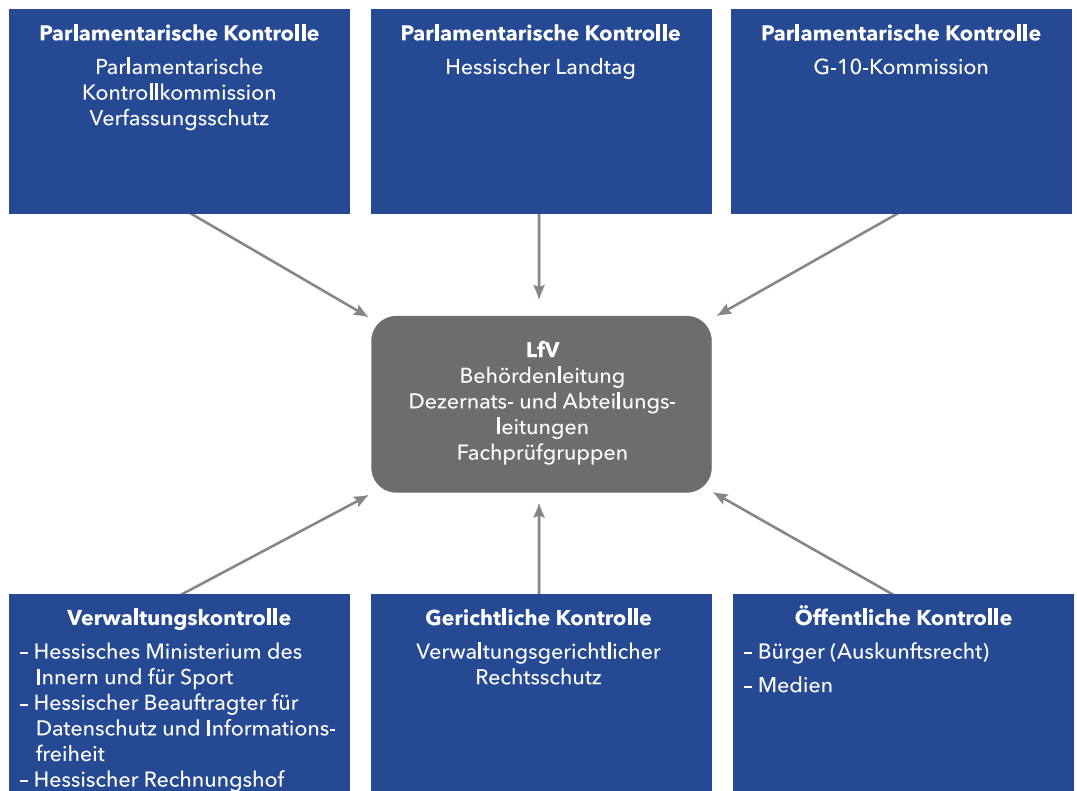 Parlamentarische Kontrolle
Parlamentarische
Kontrollkommission
Verfassungsschutz
Parlamentarische Kontrolle
Hessischer Landtag
Parlamentarische Kontrolle
G-10-Kommission
LfV
Behördenleitung
Dezernats- und Abteilungs-
leitungen
Fachprüfgruppen
Verwaltungskontrolle
– Hessisches Ministerium des
Innern und für Sport
– Hessischer Beauftragter für
Datenschutz und Informations-
freiheit
– Hessischer Rechnungshof
Gerichtliche Kontrolle
Verwaltungsgerichtlicher
Rechtsschutz
Öffentliche Kontrolle
– Bürger (Auskunftsrecht)
– Medien